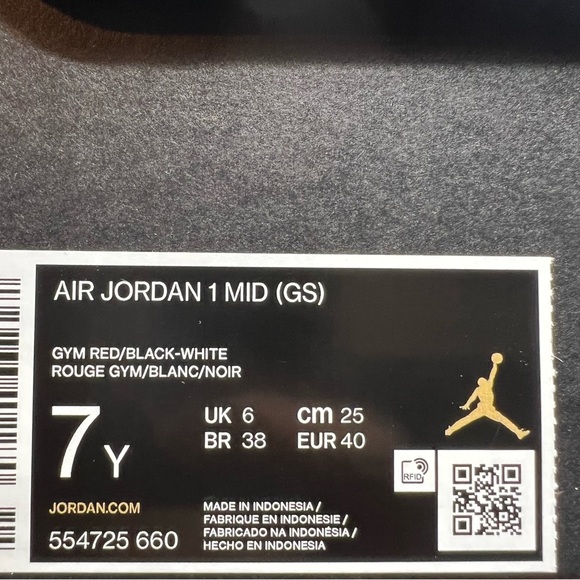 AIR JORDAN 1 MID (GS)
GYM RED/BLACK-WHITE
ROUGE GYM/BLANC/NOIR
7 Y
UK 6 cm 25
BR 38 EUR 40
RFID
JORDAN.COM
554725 660
MADE IN INDONESIA /
FABRIQUE EN INDONESIE /
FABRICADO NA INDONÉSIA /
HECHO EN INDONESIA